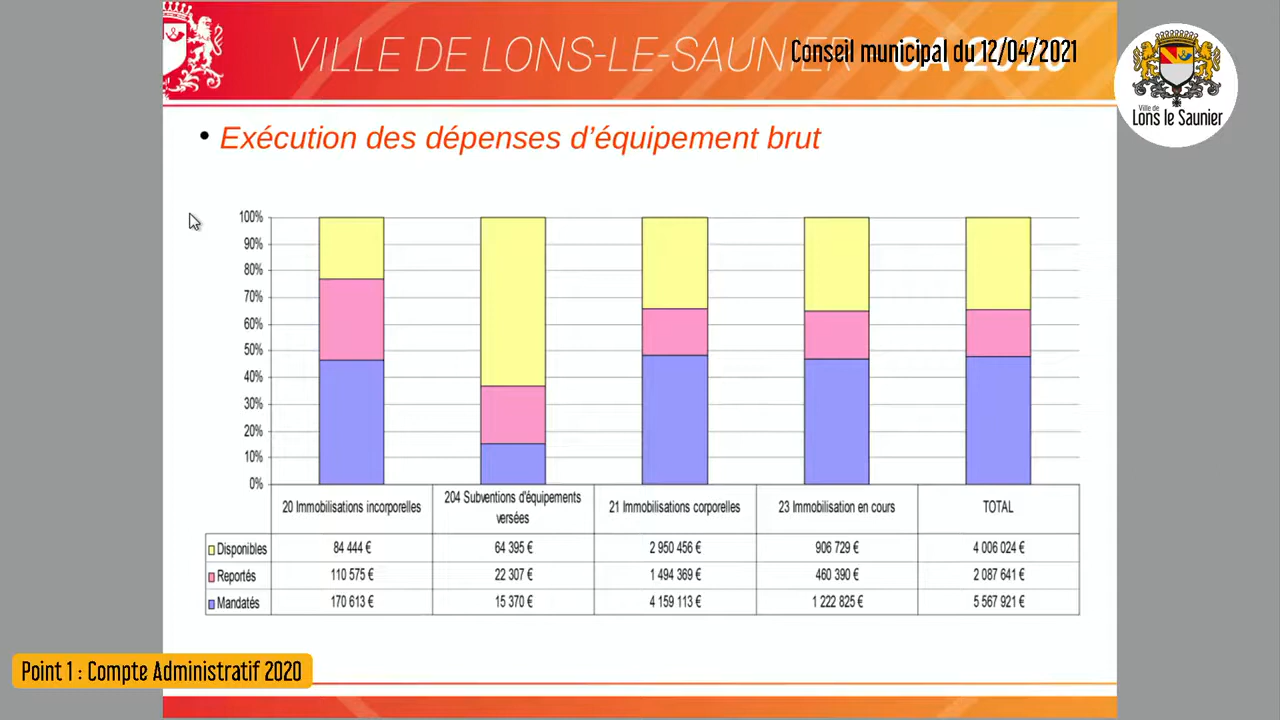 VILLE DE LONS-LE-SAUNIER CA 2020
Conseil municipal du 12/04/2021
Ville de
Lons le Saunier
• Exécution des dépenses d'équipement brut
100%
90%
80%
70%
60%
50%
40%
30%
20%
10%
0%
20 Immobilisations incorporelles 204 Subventions d'équipements versées 21 Immobilisations corporelles 23 Immobilisation en cours TOTAL
Disponibles 84 444 € 64 395 € 2 950 456 € 906 729 € 4 006 024 €
Reportés 110 575 € 22 307 € 1 494 369 € 460 390 € 2 087 641 €
Mandatés 170 613 € 15 370 € 4 159 113 € 1 222 825 € 5 567 921 €
Point 1 : Compte Administratif 2020